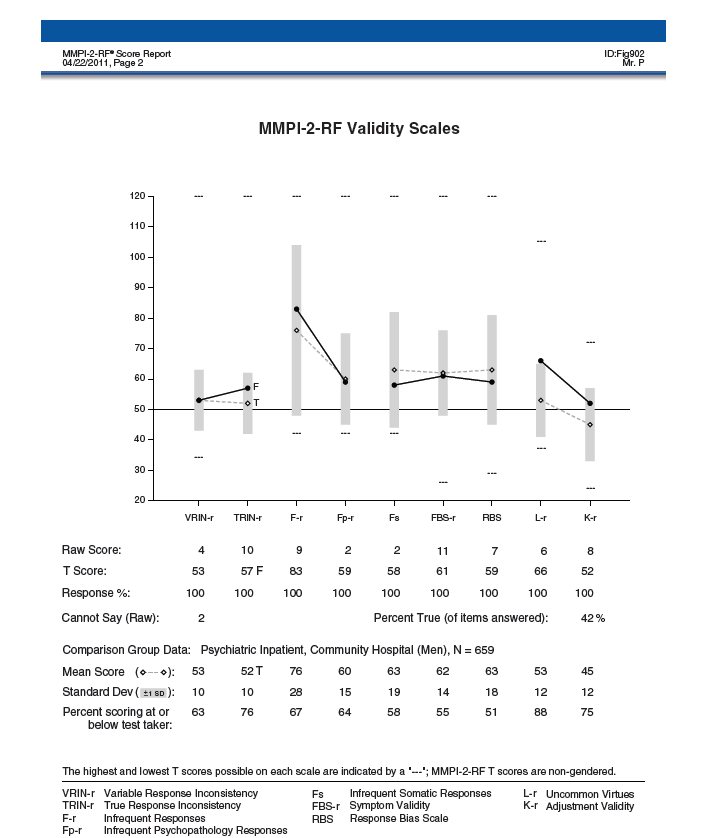 MMPI-2-RF® Score Report ID:Fig902
04/22/2011, Page 2 Mr. P
MMPI-2-RF Validity Scales
120 --- --- --- --- --- --- ---
110
---
100
90
80
70
---
60
F
T
50
40
--- --- --- ---
---
---
30
---
---
---
20
VRIN-r TRIN-r F-r Fp-r Fs FBS-r RBS L-r K-r
Raw Score: 4 10 9 2 2 11 7 6 8
T Score: 53 57 F 83 59 58 61 59 66 52
Response %: 100 100 100 100 100 100 100 100 100
Cannot Say (Raw): 2 Percent True (of items answered): 42 %
Comparison Group Data: Psychiatric Inpatient, Community Hospital (Men), N = 659
Mean Score (◇---◇): 53 52 T 76 60 63 62 63 53 45
Standard Dev (±1 SD): 10 10 28 15 19 14 18 12 12
Percent scoring at or 63 76 67 64 58 55 51 88 75
below test taker:
The highest and lowest T scores possible on each scale are indicated by a "---"; MMPI-2-RF T scores are non-gendered.
VRIN-r Variable Response Inconsistency Fs Infrequent Somatic Responses L-r Uncommon Virtues
TRIN-r True Response Inconsistency FBS-r Symptom Validity K-r Adjustment Validity
F-r Infrequent Responses RBS Response Bias Scale
Fp-r Infrequent Psychopathology Responses